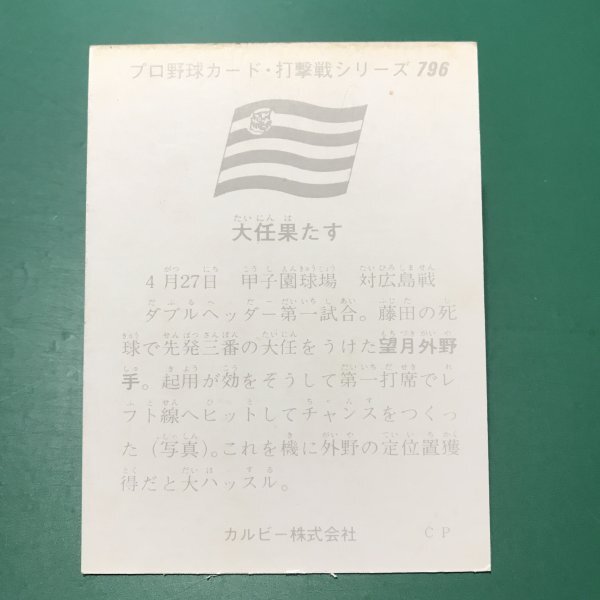 プロ野球カード・打撃戦シリーズ 796
大任果たす
4月27日 甲子園球場 対広島戦
ダブルヘッダー第一試合。藤田の死
球で先発三番の大任をうけた望月外野
手。起用が効をそうして第一打席でレ
フト線へヒットしてチャンスをつくっ
た(写真)。これを機に外野の定位置獲
得だと大ハッスル。
カルビー株式会社 CP